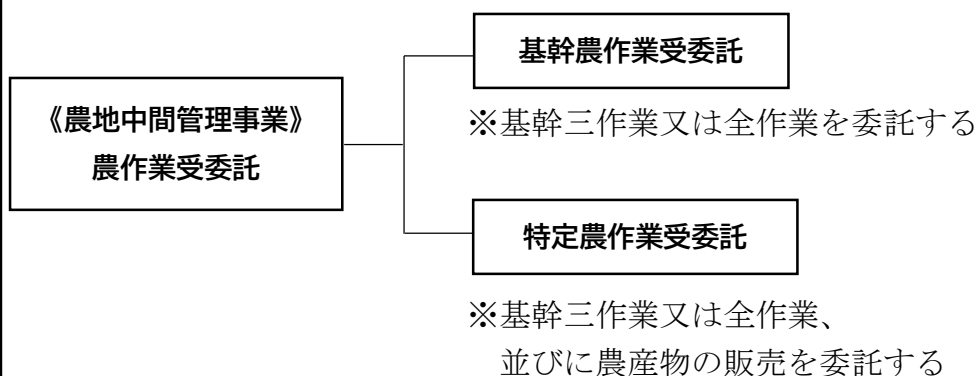 基幹農作業受委託
《農地中間管理事業》
農作業受委託
※基幹三作業又は全作業を委託する
特定農作業受委託
※基幹三作業又は全作業、
並びに農産物の販売を委託する